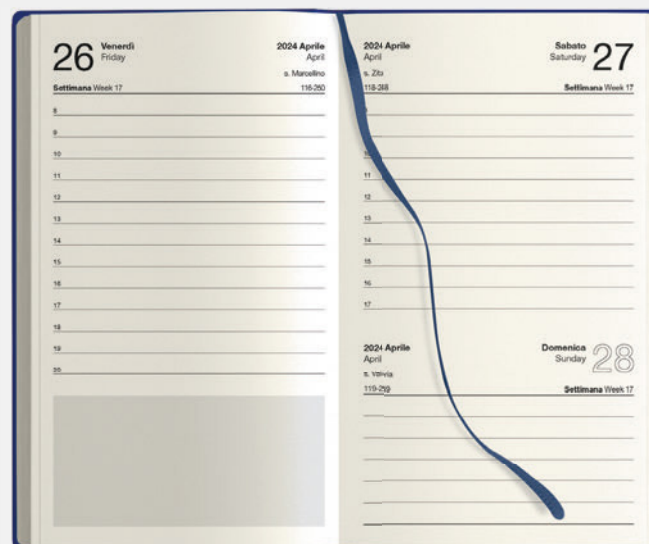 26
Venerdì
Friday
2024 Aprile
April
s. Marcellino
Settimana Week 17
116-250
8
9
10
11
12
13
14
15
16
17
18
19
20
2024 Aprile
April
s. Zita
118-248
Sabato
Saturday
27
Settimana Week 17
10
11
12
13
14
15
16
17
2024 Aprile
April
s.
Domenica
Sunday
28
Settimana Week 17